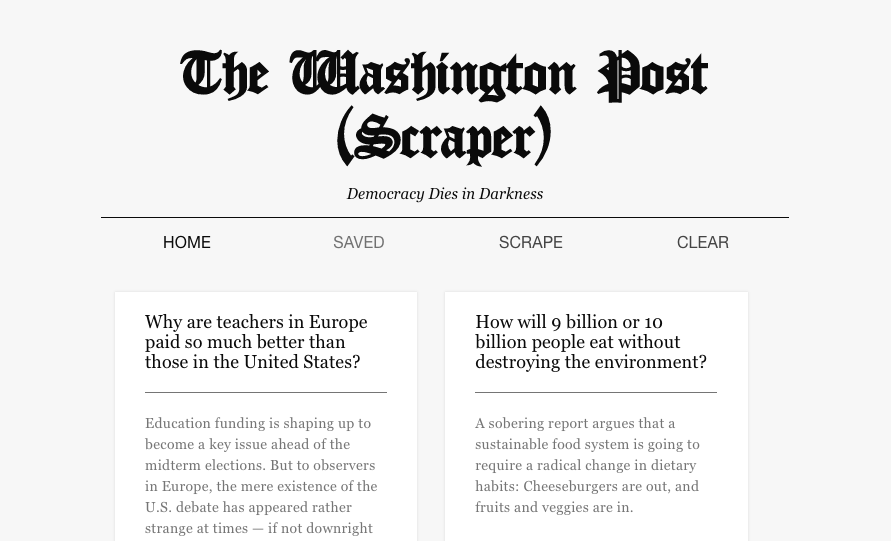 The Washington Post
(Scraper)
Democracy Dies in Darkness
HOME SAVED SCRAPE CLEAR
Why are teachers in Europe
paid so much better than
those in the United States?
Education funding is shaping up to
become a key issue ahead of the
midterm elections. But to observers
in Europe, the mere existence of the
U.S. debate has appeared rather
strange at times — if not downright
How will 9 billion or 10
billion people eat without
destroying the environment?
A sobering report argues that a
sustainable food system is going to
require a radical change in dietary
habits: Cheeseburgers are out, and
fruits and veggies are in.